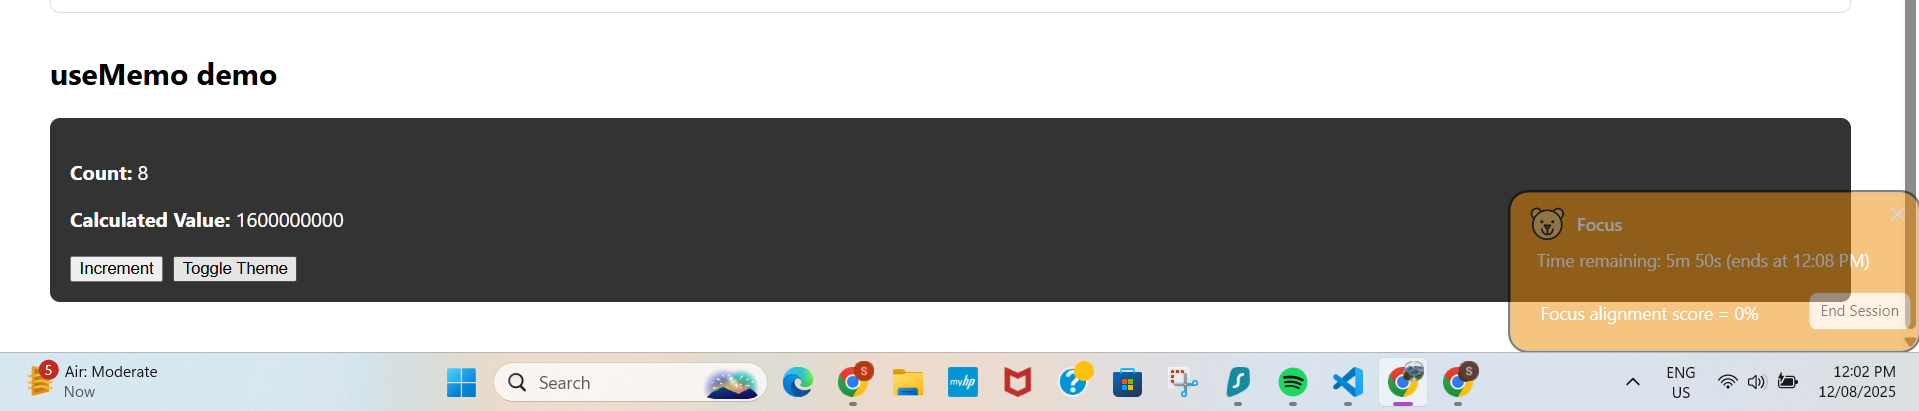 useMemo demo
Count: 8
Calculated Value: 1600000000
Increment Toggle Theme
Focus
Time remaining: 5m 50s (ends at 12:08 PM)
Focus alignment score = 0%
End Session
5
Air: Moderate
Now
Search
S
myhp
?
S
ENG
US
12:02 PM
12/08/2025